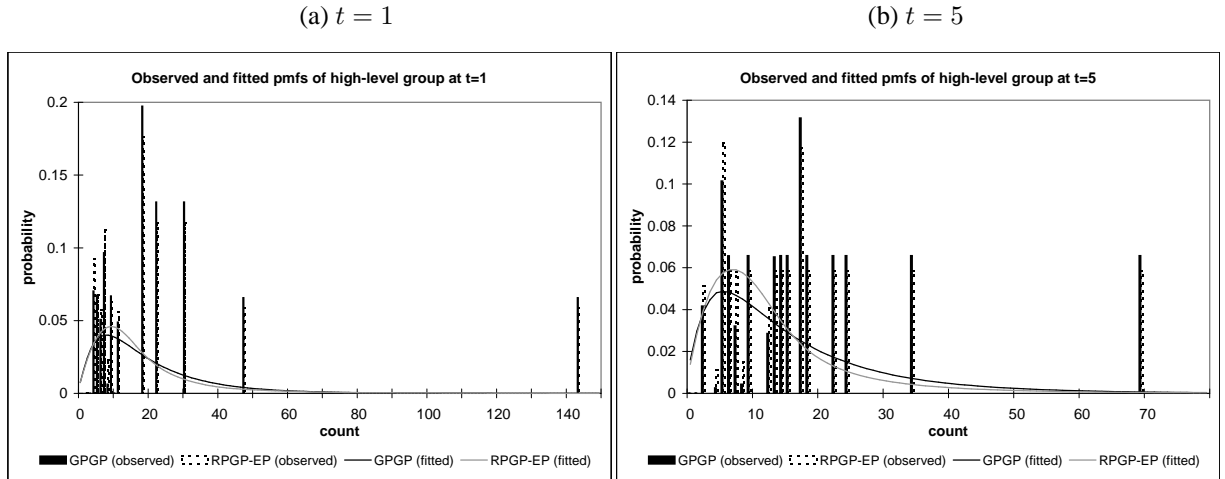 (a) t = 1
(b) t = 5
Observed and fitted pmfs of high-level group at t=1
0.2
0.15
0.1
0.05
0
probability
0 20 40 60 80 100 120 140
count
GPGP (observed) RPGP-EP (observed) GPGP (fitted) RPGP-EP (fitted)
Observed and fitted pmfs of high-level group at t=5
0.14
0.12
0.1
0.08
0.06
0.04
0.02
0
probability
0 10 20 30 40 50 60 70
count
GPGP (observed) RPGP-EP (observed) GPGP (fitted) RPGP-EP (fitted)